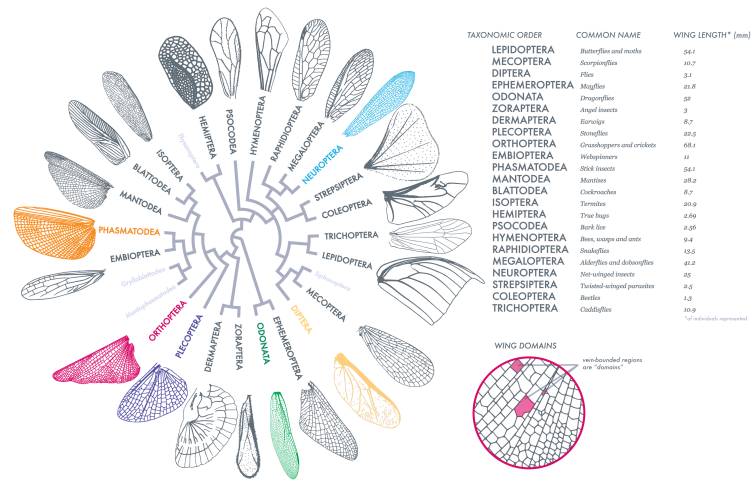 TAXONOMIC ORDER COMMON NAME WING LENGTH* (mm)
LEPIDOPTERA Butterflies and moths 54.1
MECOPTERA Scorpionflies 10.7
DIPTERA Flies 3.1
EPHEMEROPTERA Mayflies 21.8
ODONATA Dragonflies 52
ZORAPTERA Angel insects 3
DERMAPTERA Earwigs 8.7
PLECOPTERA Stoneflies 22.5
ORTHOPTERA Grasshoppers and crickets 68.1
EMBIOPTERA Webspinners 11
PHASMATODEA Stick insects 54.1
MANTODEA Mantises 28.2
BLATTODEA Cockroaches 8.7
ISOPTERA Termites 20.9
HEMIPTERA True bugs 2.69
PSOCODEA Bark lice 2.56
HYMENOPTERA Bees, wasps and ants 9.4
RAPHIDIOPTERA Snakeflies 13.5
MEGALOPTERA Alderflies and dobsonflies 41.2
NEUROPTERA Net-winged insects 25
STREPSIPTERA Twisted-winged parasites 2.5
COLEOPTERA Beetles 1.3
TRICHOPTERA Caddisflies 10.9
*of individuals represented
WING DOMAINS
vein-bounded regions
are "domains"
Thysanoptera
HEMIPTERA
PSOCODEA
HYMENOPTERA
RAPHIDIOPTERA
MEGALOPTERA
NEUROPTERA
STREPSIPTERA
COLEOPTERA
TRICHOPTERA
LEPIDOPTERA
Siphonaptera
MECOPTERA
DIPTERA
EPHEMEROPTERA
ODONATA
ZORAPTERA
DERMAPTERA
PLECOPTERA
ORTHOPTERA
Mantophasmatodea
Grylloblattodea
EMBIOPTERA
PHASMATODEA
MANTODEA
BLATTODEA
ISOPTERA